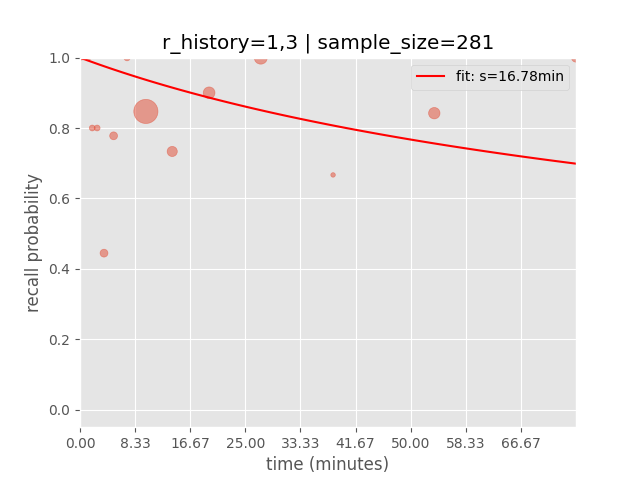 r_history=1,3 | sample_size=281
fit: s=16.78min
1.0
0.8
0.6
0.4
0.2
0.0
recall probability
0.00 8.33 16.67 25.00 33.33 41.67 50.00 58.33 66.67
time (minutes)